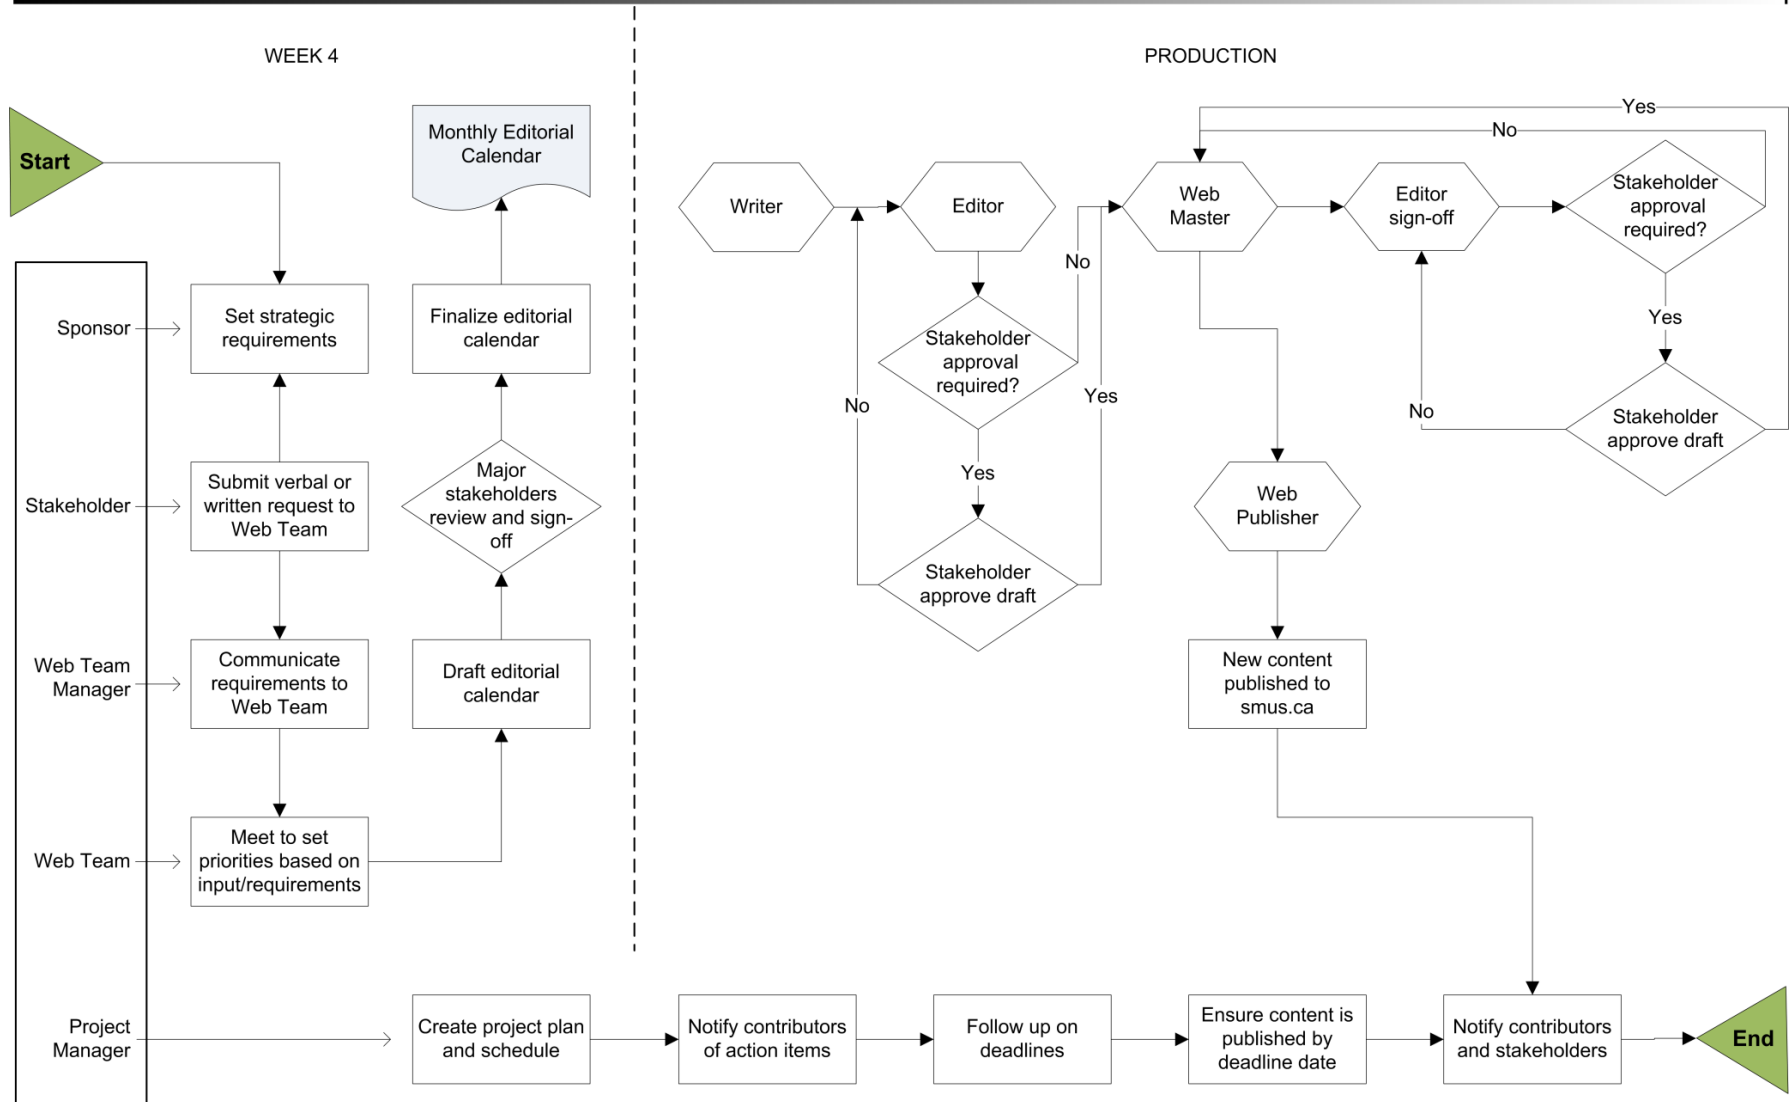 WEEK 4
PRODUCTION
Start
Monthly Editorial
Calendar
Sponsor
Set strategic
requirements
Finalize editorial
calendar
Stakeholder
Submit verbal or
written request to
Web Team
Major
stakeholders
review and sign-
off
Web Team
Manager
Communicate
requirements to
Web Team
Draft editorial
calendar
Web Team
Meet to set
priorities based on
input/requirements
Writer
Editor
Stakeholder
approval
required?
No
Yes
Stakeholder
approve draft
No
Yes
Web
Master
Editor
sign-off
Stakeholder
approval
required?
Yes
No
Yes
Stakeholder
approve draft
No
Web
Publisher
New content
published to
smus.ca
Project
Manager
Create project plan
and schedule
Notify contributors
of action items
Follow up on
deadlines
Ensure content is
published by
deadline date
Notify contributors
and stakeholders
End